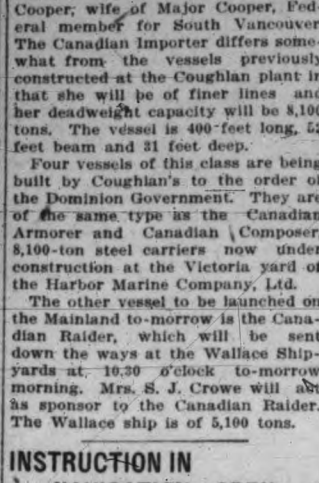 Cooper, wife of Major Cooper, Fed-
eral member for South Vancouver
The Canadian Importer differs some-
what from the vessels previously
constructed at the Coughlan plant in
that she will be of finer lines and
her deadweight capacity will be 8,100
tons. The vessel is 400 feet long, 52
feet beam and 31 feet deep.
Four vessels of this class are being
built by Coughlan's to the order of
the Dominion Government. They are
of the same type as the Canadian
Armorer and Canadian Composer
8,100-ton steel carriers now under
construction at the Victoria yard of
the Harbor Marine Company, Ltd.
The other vessel to be launched on
the Mainland to-morrow is the Cana-
dian Raider, which will be sent
down the ways at the Wallace Ship-
yards at 10.30 o'clock to-morrow
morning. Mrs. S. J. Crowe will act
as sponsor to the Canadian Raider.
The Wallace ship is of 5,100 tons.
INSTRUCTION IN